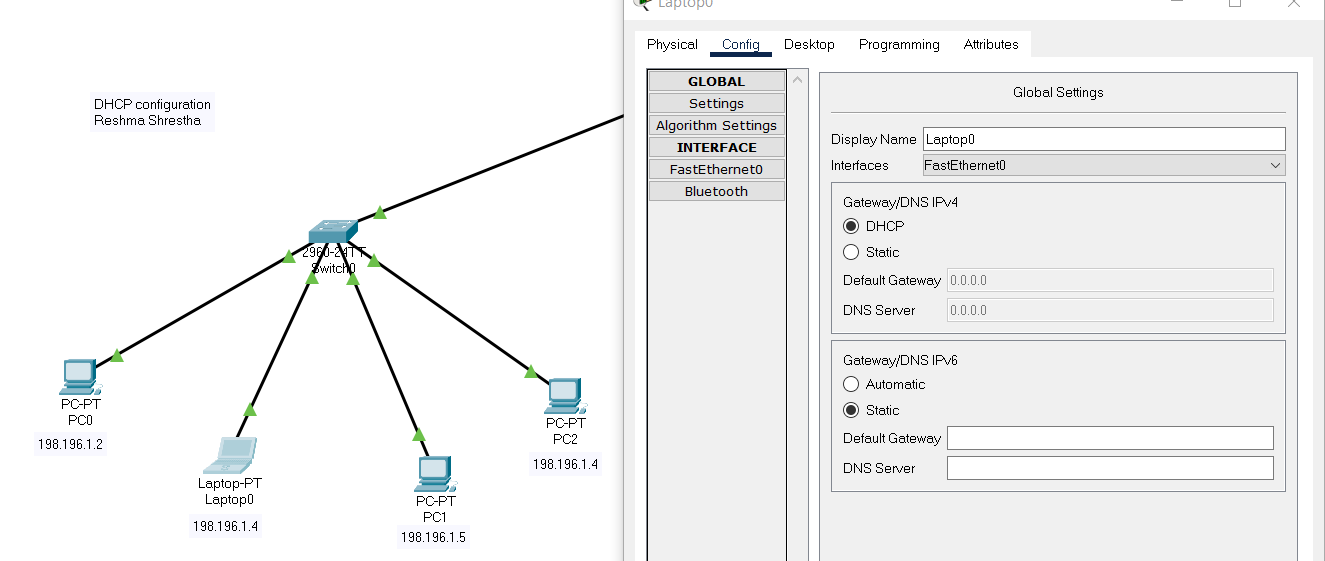 DHCP configuration
Reshma Shrestha
2960-24TT
Switch0
PC-PT
PC0
198.196.1.2
Laptop-PT
Laptop0
198.196.1.4
PC-PT
PC1
198.196.1.5
PC-PT
PC2
198.196.1.4
Laptop0
Physical Config Desktop Programming Attributes
GLOBAL
Settings
Algorithm Settings
INTERFACE
FastEthernet0
Bluetooth
Global Settings
Display Name Laptop0
Interfaces FastEthernet0
Gateway/DNS IPv4
DHCP
Static
Default Gateway 0.0.0.0
DNS Server 0.0.0.0
Gateway/DNS IPv6
Automatic
Static
Default Gateway
DNS Server